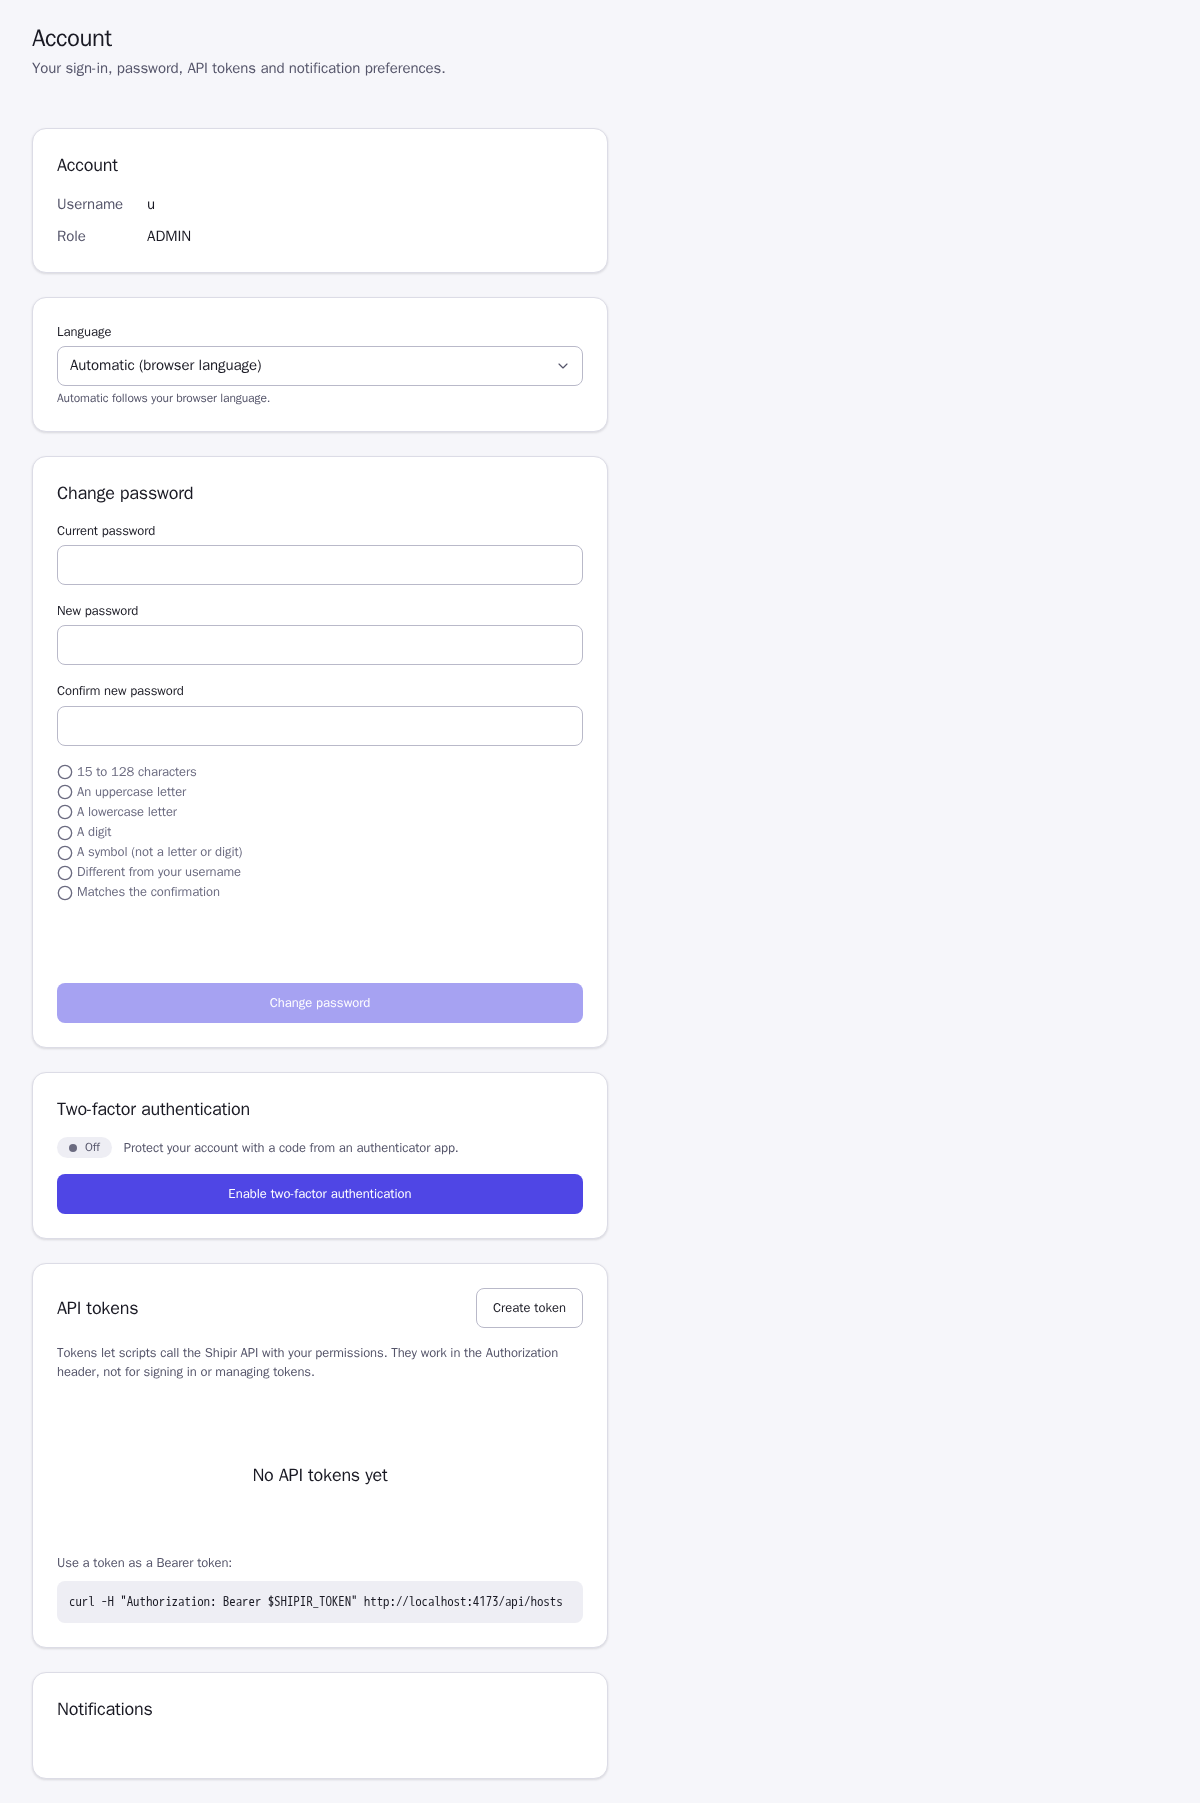 Account
Your sign-in, password, API tokens and notification preferences.
Account
Username u
Role ADMIN
Language
Automatic (browser language)
Automatic follows your browser language.
Change password
Current password
New password
Confirm new password
15 to 128 characters
An uppercase letter
A lowercase letter
A digit
A symbol (not a letter or digit)
Different from your username
Matches the confirmation
Change password
Two-factor authentication
Off Protect your account with a code from an authenticator app.
Enable two-factor authentication
API tokens Create token
Tokens let scripts call the Shipir API with your permissions. They work in the Authorization
header, not for signing in or managing tokens.
No API tokens yet
Use a token as a Bearer token:
curl -H "Authorization: Bearer $SHIPIR_TOKEN" http://localhost:4173/api/hosts
Notifications